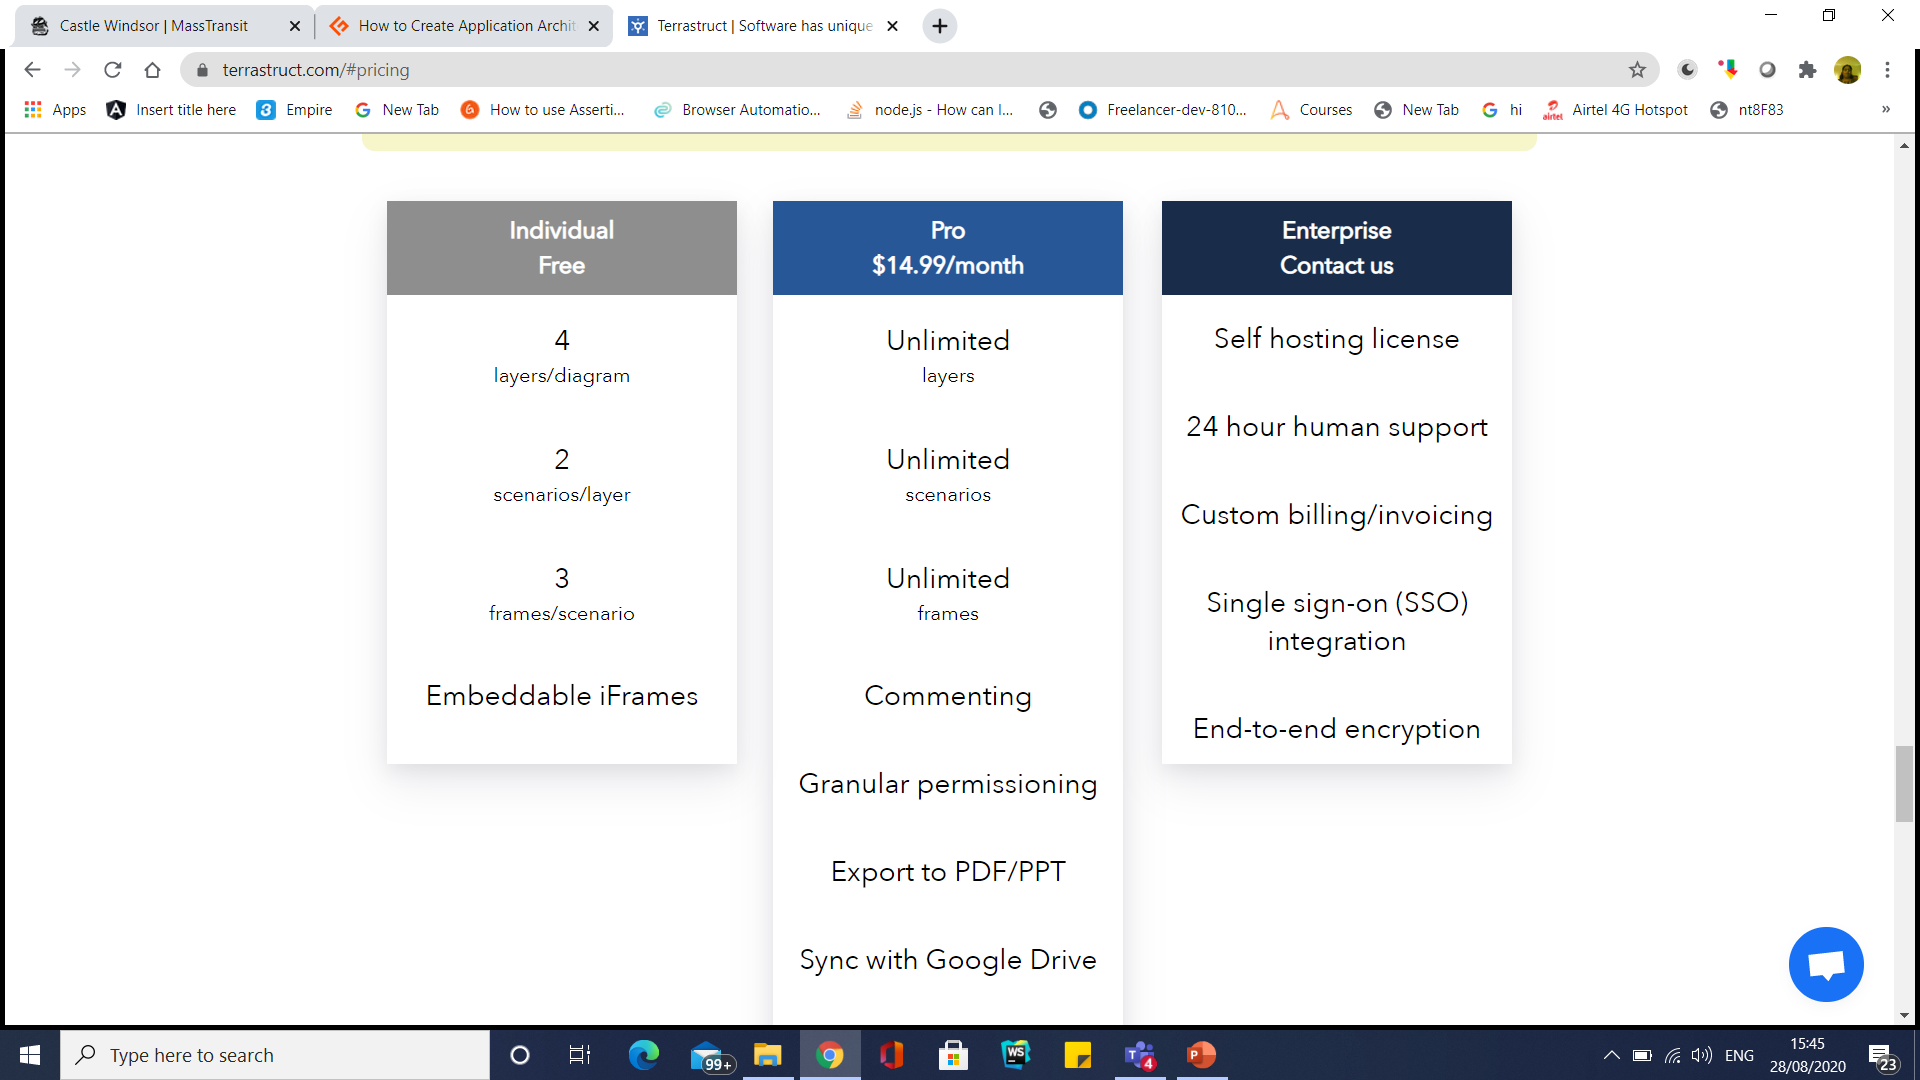 Castle Windsor | MassTransit
How to Create Application Archit
Terrastruct | Software has unique
terrastruct.com/#pricing
Apps
Insert title here
Empire
New Tab
How to use Asserti...
Browser Automatio...
node.js - How can I...
Freelancer-dev-810...
Courses
New Tab
hi
airtel
Airtel 4G Hotspot
nt8F83
»
Individual
Free
4
layers/diagram
2
scenarios/layer
3
frames/scenario
Embeddable iFrames
Pro
$14.99/month
Unlimited
layers
Unlimited
scenarios
Unlimited
frames
Commenting
Granular permissioning
Export to PDF/PPT
Sync with Google Drive
Enterprise
Contact us
Self hosting license
24 hour human support
Custom billing/invoicing
Single sign-on (SSO)
integration
End-to-end encryption
Type here to search
99+
WS
4
P
ENG
15:45
28/08/2020
23